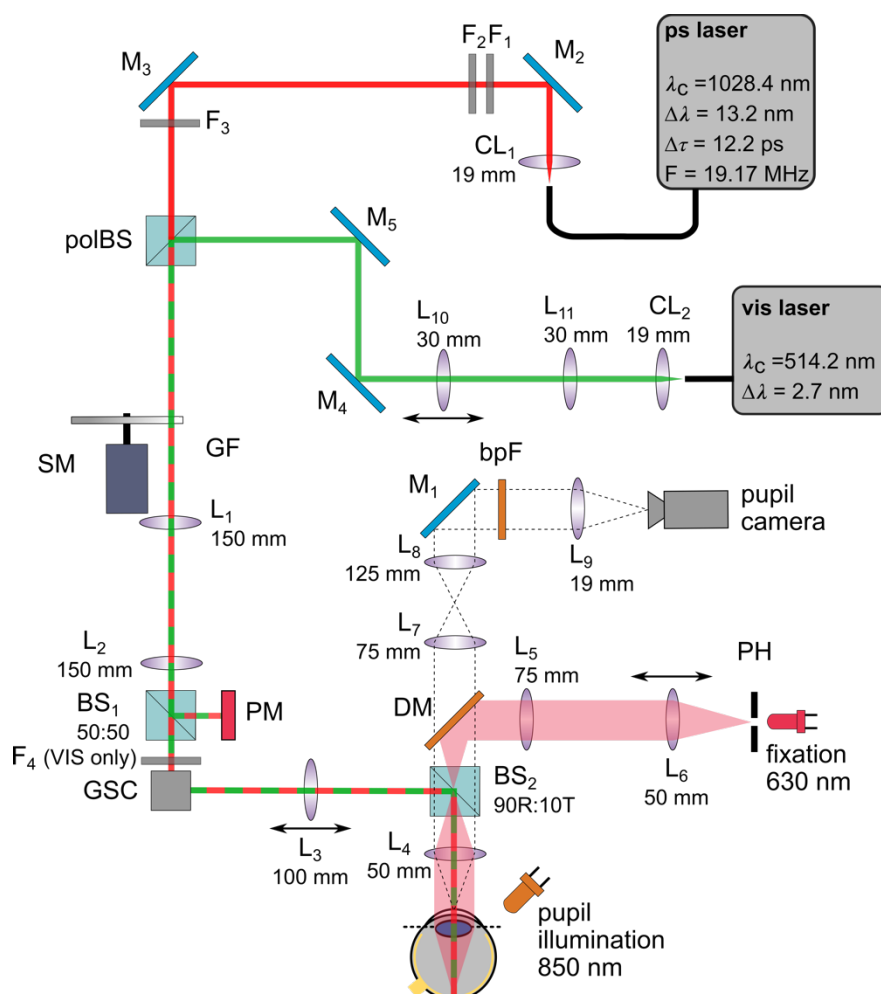 ps laser
λC =1028.4 nm
Δλ = 13.2 nm
Δτ = 12.2 ps
F = 19.17 MHz
M3
F2F1
M2
F3
CL1
19 mm
polBS
M5
L10
30 mm
L11
30 mm
CL2
19 mm
vis laser
λC =514.2 nm
Δλ = 2.7 nm
M4
SM
GF
L1
150 mm
bpF
M1
pupil
camera
L8
125 mm
L9
19 mm
L7
75 mm
L2
150 mm
BS1
50:50
PM
DM
L5
75 mm
PH
F4 (VIS only)
GSC
BS2
90R:10T
L6
50 mm
fixation
630 nm
L3
100 mm
L4
50 mm
pupil
illumination
850 nm